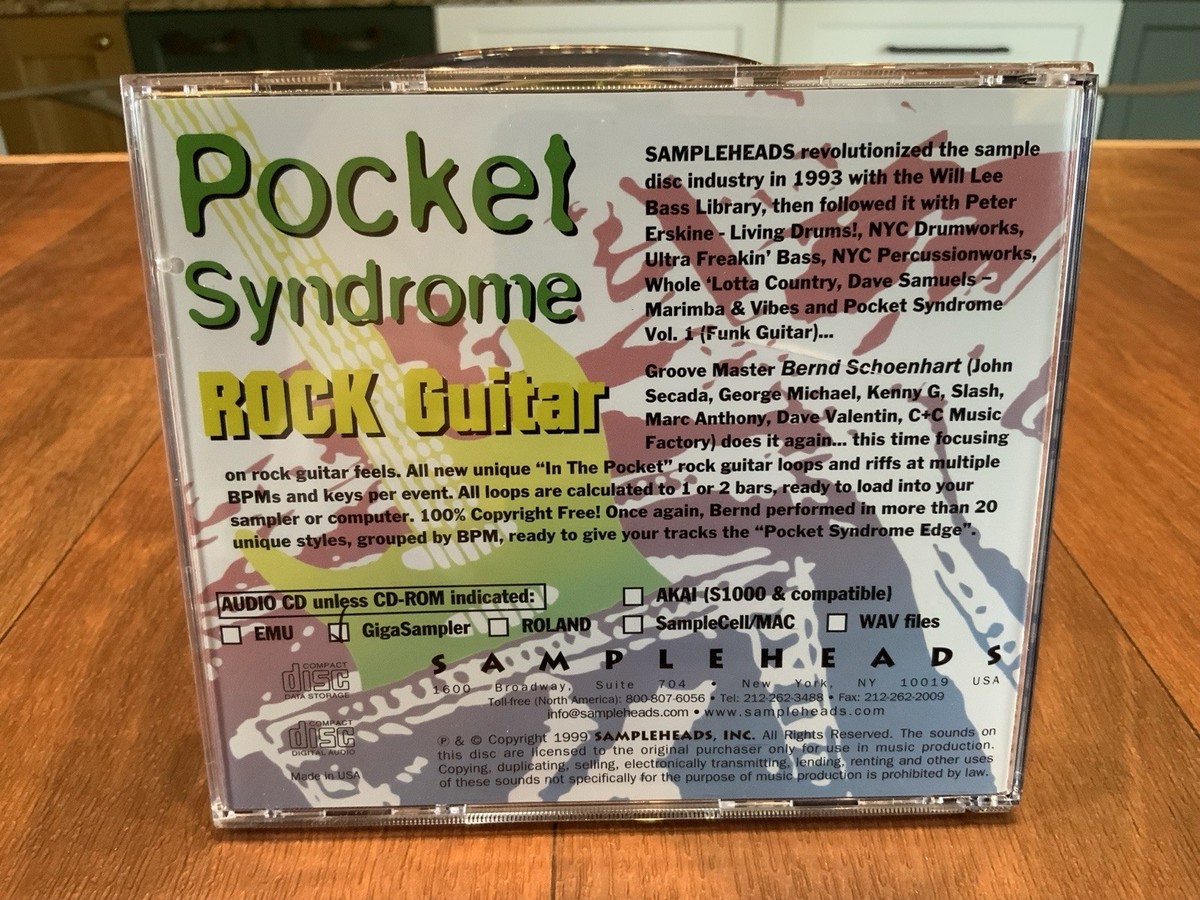 Pocket
Syndrome
ROCK Guitar
SAMPLEHEADS revolutionized the sample
disc industry in 1993 with the Will Lee
Bass Library, then followed it with Peter
Erskine - Living Drums!, NYC Drumworks,
Ultra Freakin' Bass, NYC Percussionworks,
Whole 'Lotta Country, Dave Samuels –
Marimba & Vibes and Pocket Syndrome
Vol. 1 (Funk Guitar)...
Groove Master Bernd Schoenhart (John
Secada, George Michael, Kenny G, Slash,
Marc Anthony, Dave Valentin, C+C Music
Factory) does it again... this time focusing
on rock guitar feels. All new unique “In The Pocket” rock guitar loops and riffs at multiple
BPMs and keys per event. All loops are calculated to 1 or 2 bars, ready to load into your
sampler or computer. 100% Copyright Free! Once again, Bernd performed in more than 20
unique styles, grouped by BPM, ready to give your tracks the “Pocket Syndrome Edge”.
AUDIO CD unless CD-ROM indicated:
AKAI (S1000 & compatible)
EMU GigaSampler ROLAND SampleCell/MAC WAV files
SAMPLEHEADS
1600 Broadway, Suite 704 • New York, NY 10019 USA
Toll-free (North America): 800-807-6056 • Tel: 212-262-3488 • Fax: 212-262-2009
info@sampleheads.com • www.sampleheads.com
COMPACT
disc
DATA STORAGE
COMPACT
disc
DIGITAL AUDIO
Made in USA
℗ & © Copyright 1999 SAMPLEHEADS, INC. All Rights Reserved. The sounds on
this disc are licensed to the original purchaser only for use in music production.
Copying, duplicating, selling, electronically transmitting, lending, renting and other uses
of these sounds not specifically for the purpose of music production is prohibited by law.